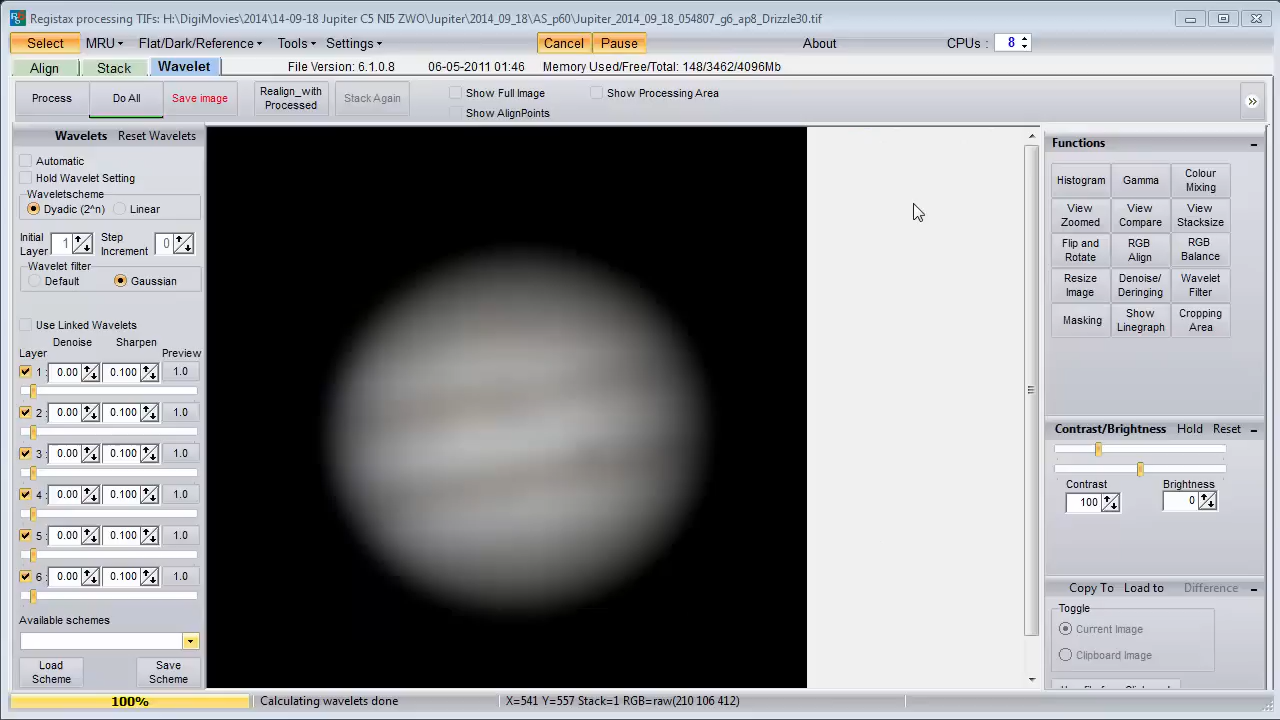 Registax processing TIFs: H:\DigiMovies\2014\14-09-18 Jupiter C5 NI5 ZWO\Jupiter\2014_09_18\AS_p60\Jupiter_2014_09_18_054807_g6_ap8_Drizzle30.tif
Select MRU Flat/Dark/Reference Tools Settings Cancel Pause About CPUs : 8
Align Stack Wavelet File Version: 6.1.0.8 06-05-2011 01:46 Memory Used/Free/Total: 148/3462/4096Mb
Process Do All Save image Realign_with Processed Stack Again
Show Full Image Show Processing Area
Show AlignPoints
Wavelets Reset Wavelets
Automatic
Hold Wavelet Setting
Waveletscheme
Dyadic (2^n) Linear
Initial Layer 1 Step Increment 0
Wavelet filter
Default Gaussian
Use Linked Wavelets
Denoise Sharpen
Layer Preview
1 : 0.00 0.100 1.0
2 : 0.00 0.100 1.0
3 : 0.00 0.100 1.0
4 : 0.00 0.100 1.0
5 : 0.00 0.100 1.0
6 : 0.00 0.100 1.0
Available schemes
Load Scheme Save Scheme
Functions
Histogram Gamma Colour Mixing
View Zoomed View Compare View Stacksize
Flip and Rotate RGB Align RGB Balance
Resize Image Denoise/ Deringing Wavelet Filter
Masking Show Linegraph Cropping Area
Contrast/Brightness Hold Reset
Contrast Brightness
100 0
Copy To Load to Difference
Toggle
Current Image
Clipboard Image
100% Calculating wavelets done X=541 Y=557 Stack=1 RGB=raw(210 106 412)